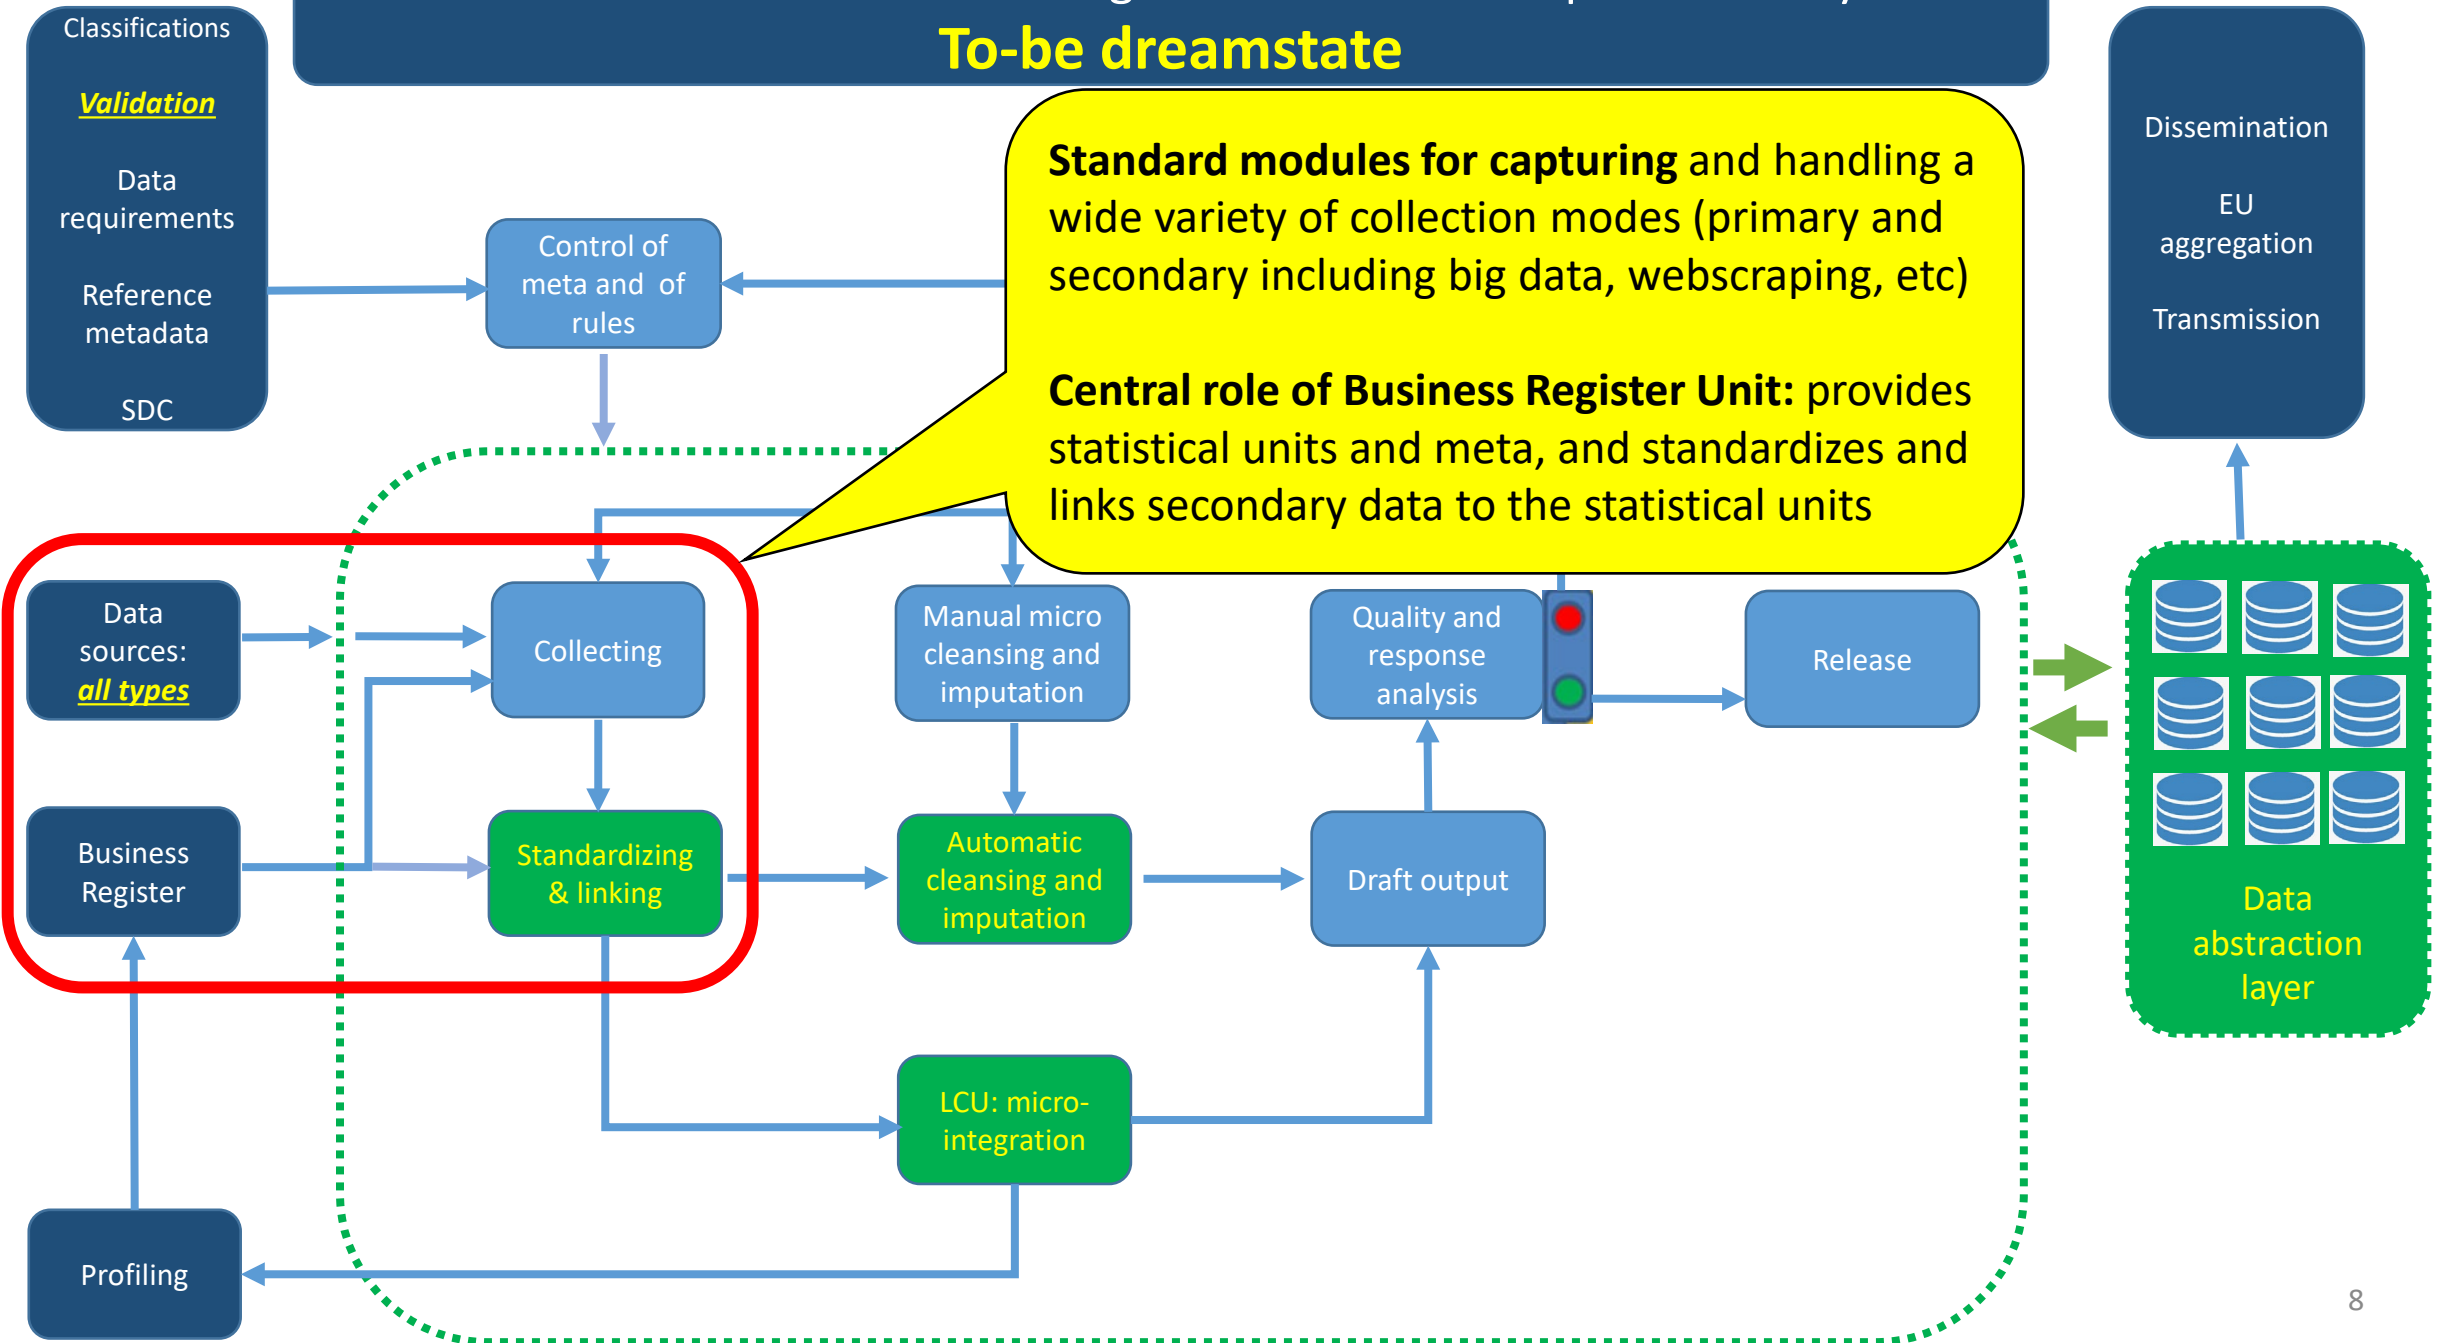 To-be dreamstate
Classifications
Validation
Data
requirements
Reference
metadata
SDC
Control of
meta and of
rules
Standard modules for capturing and handling a
wide variety of collection modes (primary and
secondary including big data, webscraping, etc)
Central role of Business Register Unit: provides
statistical units and meta, and standardizes and
links secondary data to the statistical units
Dissemination
EU
aggregation
Transmission
Data
sources:
all types
Collecting
Manual micro
cleansing and
imputation
Quality and
response
analysis
Release
Business
Register
Standardizing
& linking
Automatic
cleansing and
imputation
Draft output
Data
abstraction
layer
LCU: micro-
integration
Profiling
8